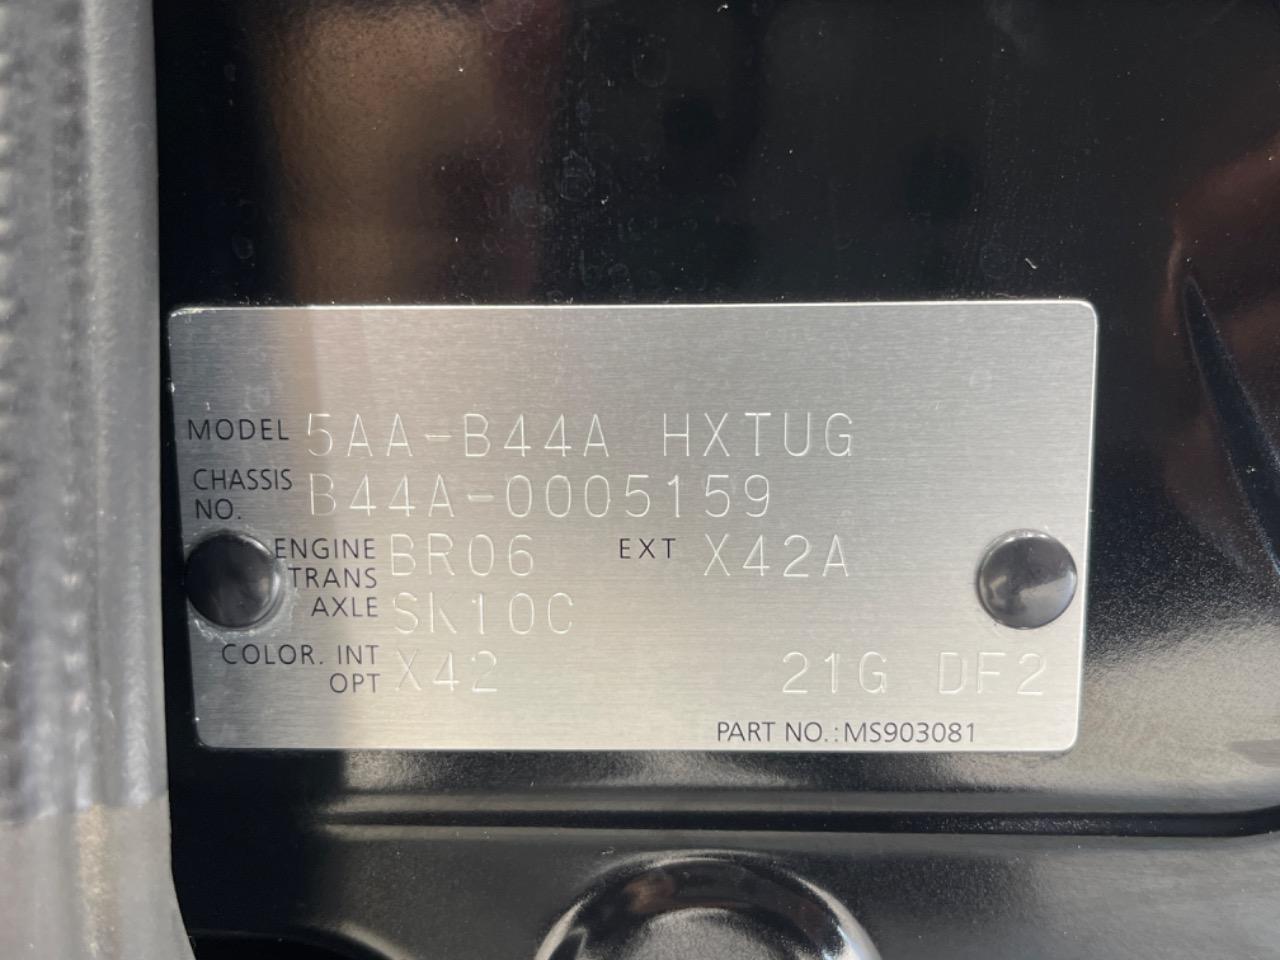 MODEL 5AA-B44A HXTUG
CHASSIS NO. B44A-0005159
ENGINE BR06 EXT X42A
TRANS AXLE SK10C
COLOR. INT OPT X42 21G DF2
PART NO.:MS903081